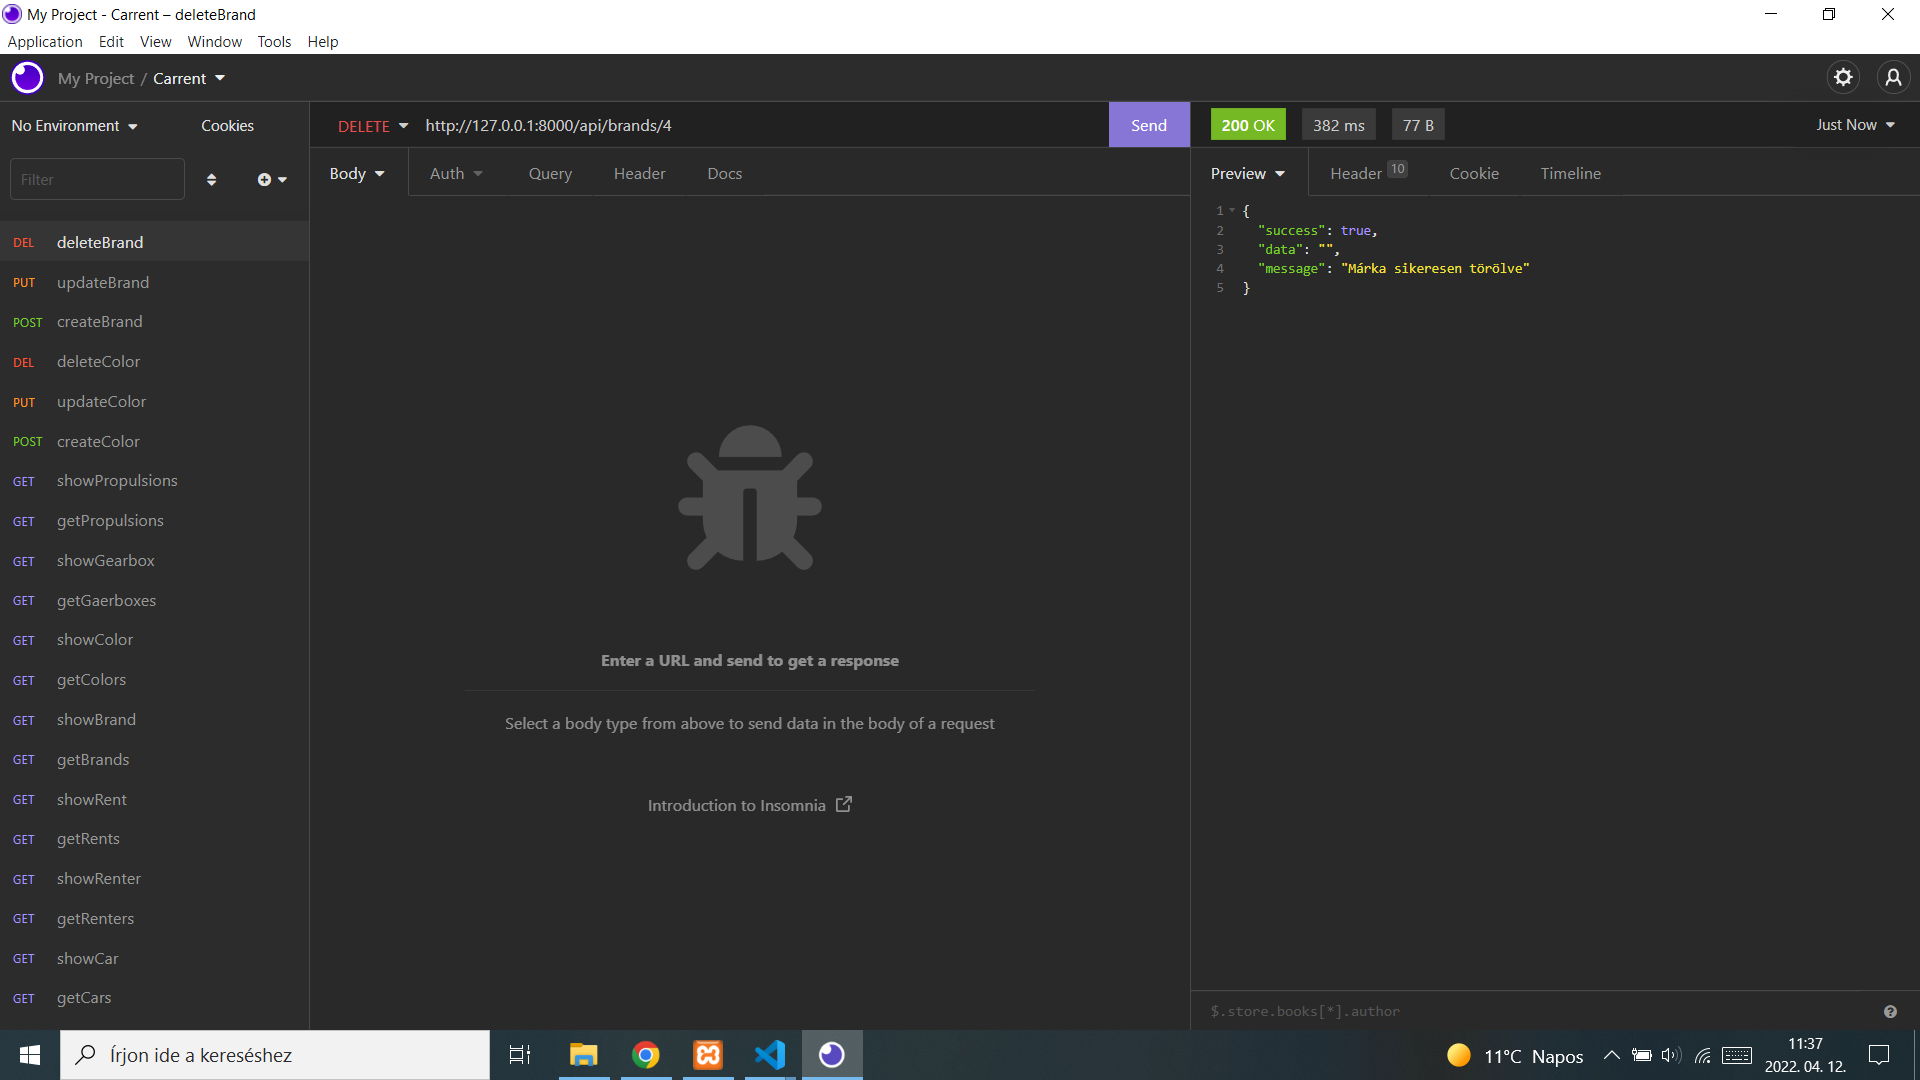 My Project - Carrent – deleteBrand
Application Edit View Window Tools Help
My Project / Carrent
No Environment Cookies
DELETE http://127.0.0.1:8000/api/brands/4 Send
200 OK 382 ms 77 B Just Now
Filter
Body Auth Query Header Docs
Preview Header 10 Cookie Timeline
DEL deleteBrand
PUT updateBrand
POST createBrand
DEL deleteColor
PUT updateColor
POST createColor
GET showPropulsions
GET getPropulsions
GET showGearbox
GET getGaerboxes
GET showColor
GET getColors
GET showBrand
GET getBrands
GET showRent
GET getRents
GET showRenter
GET getRenters
GET showCar
GET getCars
Enter a URL and send to get a response
Select a body type from above to send data in the body of a request
Introduction to Insomnia
1 {
2 "success": true,
3 "data": "",
4 "message": "Márka sikeresen törölve"
5 }
$.store.books[*].author
Írjon ide a kereséshez
11°C Napos
11:37
2022. 04. 12.